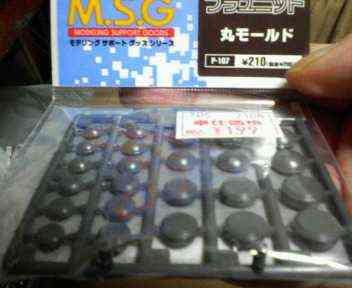 M.S.G
MODELING SUPPORT GOODS
モデリング サポート グッズ シリーズ
プラユニット
丸モールド
P-107
¥210
¥199